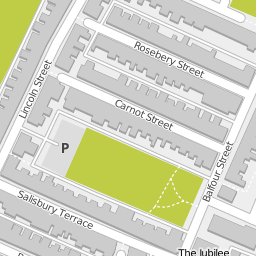 Rosebery Street
Lincoln Street
Carnot Street
P
Balfour Street
Salisbury Terrace
The Jubilee